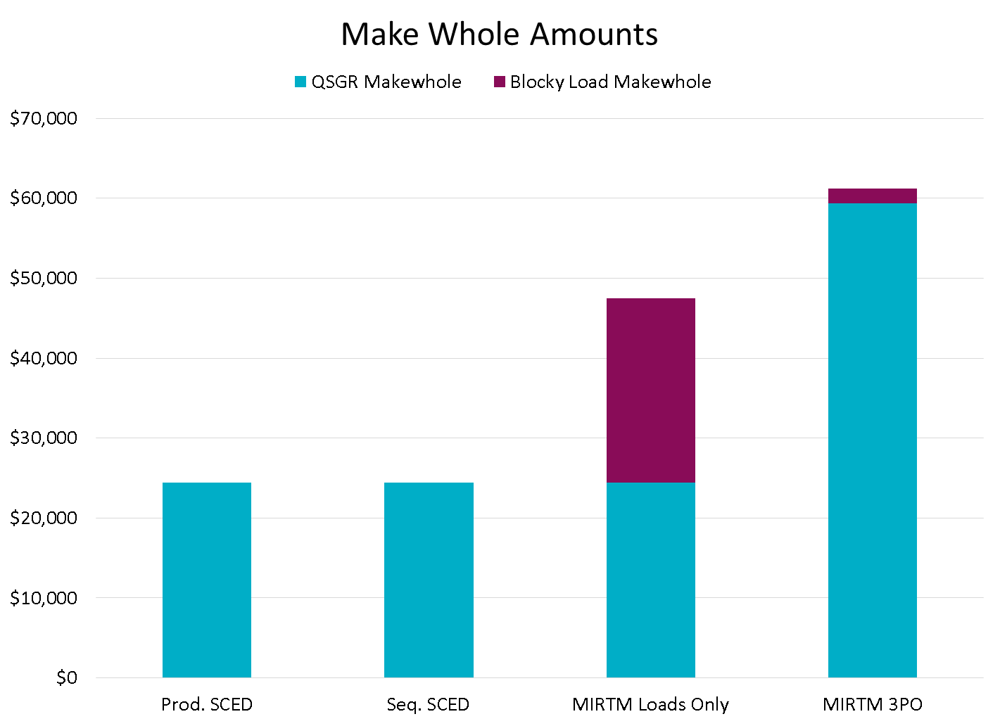 Make Whole Amounts
QSGR Makewhole Blocky Load Makewhole
$70,000
$60,000
$50,000
$40,000
$30,000
$20,000
$10,000
$0
Prod. SCED Seq. SCED MIRTM Loads Only MIRTM 3PO